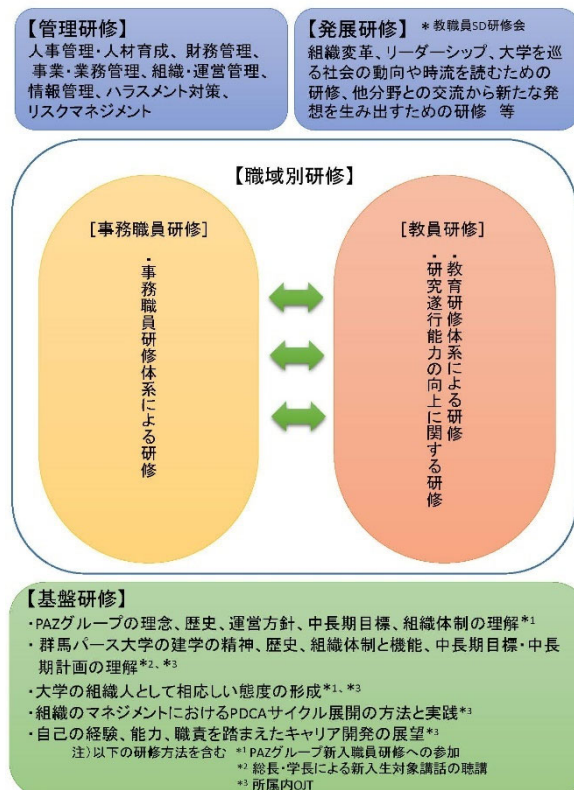 【管理研修】
人事管理・人材育成、財務管理、
事業・業務管理、組織・運営管理、
情報管理、ハラスメント対策、
リスクマネジメント
【発展研修】 *教職員SD研修会
組織変革、リーダーシップ、大学を巡
る社会の動向や時流を読むための
研修、他分野との交流から新たな発
想を生み出すための研修 等
【職域別研修】
[事務職員研修]
・事務職員研修体系による研修
[教員研修]
・教育研修体系による研修
・研究遂行能力の向上に関する研修
【基盤研修】
・PAZグループの理念、歴史、運営方針、中長期目標、組織体制の理解*1
・群馬パース大学の建学の精神、歴史、組織体制と機能、中長期目標・中長
期計画の理解*2、*3
・大学の組織人として相応しい態度の形成*1、*3
・組織のマネジメントにおけるPDCAサイクル展開の方法と実践*3
・自己の経験、能力、職責を踏まえたキャリア開発の展望*3
注）以下の研修方法を含む *1 PAZグループ新入職員研修への参加
*2 総長・学長による新入生対象講話の聴講
*3 所属内OJT